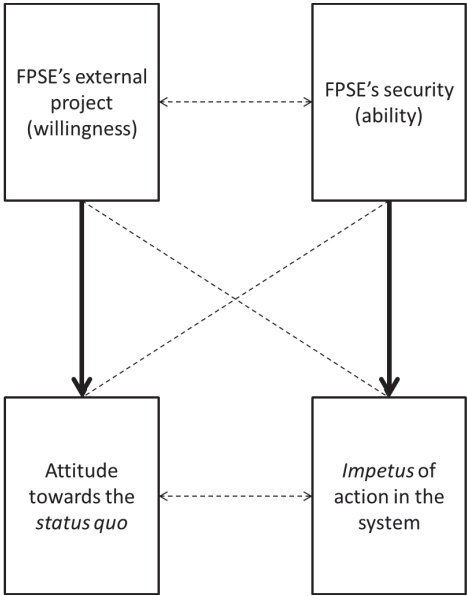 FPSE’s external
project
(willingness)
FPSE’s security
(ability)
Attitude
towards the
status quo
Impetus of
action in the
system